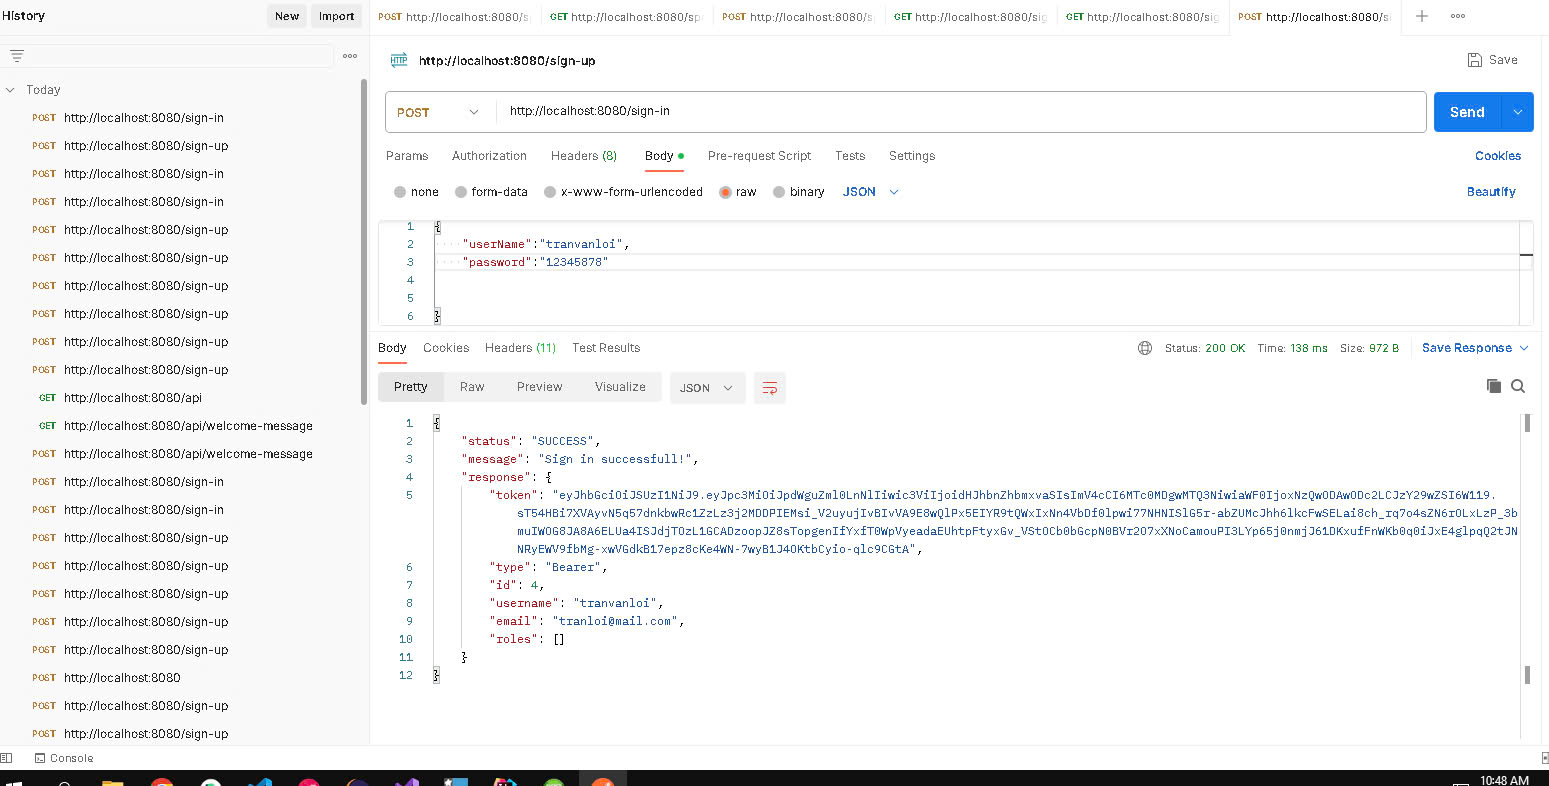 History
New
Import
POST http://localhost:8080/s
GET http://localhost:8080/sp
POST http://localhost:8080/s
GET http://localhost:8080/sig
GET http://localhost:8080/sig
POST http://localhost:8080/si
http://localhost:8080/sign-up
Save
Today
POST http://localhost:8080/sign-in
POST http://localhost:8080/sign-up
POST http://localhost:8080/sign-in
POST http://localhost:8080/sign-in
POST http://localhost:8080/sign-up
POST http://localhost:8080/sign-up
POST http://localhost:8080/sign-up
POST http://localhost:8080/sign-up
POST http://localhost:8080/sign-up
POST http://localhost:8080/sign-up
GET http://localhost:8080/api
GET http://localhost:8080/api/welcome-message
POST http://localhost:8080/api/welcome-message
POST http://localhost:8080/sign-in
POST http://localhost:8080/sign-in
POST http://localhost:8080/sign-up
POST http://localhost:8080/sign-up
POST http://localhost:8080/sign-in
POST http://localhost:8080/sign-up
POST http://localhost:8080/sign-up
POST http://localhost:8080
POST http://localhost:8080/sign-up
POST http://localhost:8080/sign-up
POST
http://localhost:8080/sign-in
Send
Params Authorization Headers (8) Body Pre-request Script Tests Settings
Cookies
none form-data x-www-form-urlencoded raw binary JSON
Beautify
1 {
2 "userName":"tranvanloi",
3 "password":"12345878"
4
5
6 }
Body Cookies Headers (11) Test Results
Status: 200 OK Time: 138 ms Size: 972 B
Save Response
Pretty Raw Preview Visualize JSON
1 {
2 "status": "SUCCESS",
3 "message": "Sign in successfull!",
4 "response": {
5 "token":
6 "type": "Bearer",
7 "id": 4,
8 "username": "tranvanloi",
9 "email": "tranloi@mail.com",
10 "roles": []
11 }
12 }
Console
10:48 AM